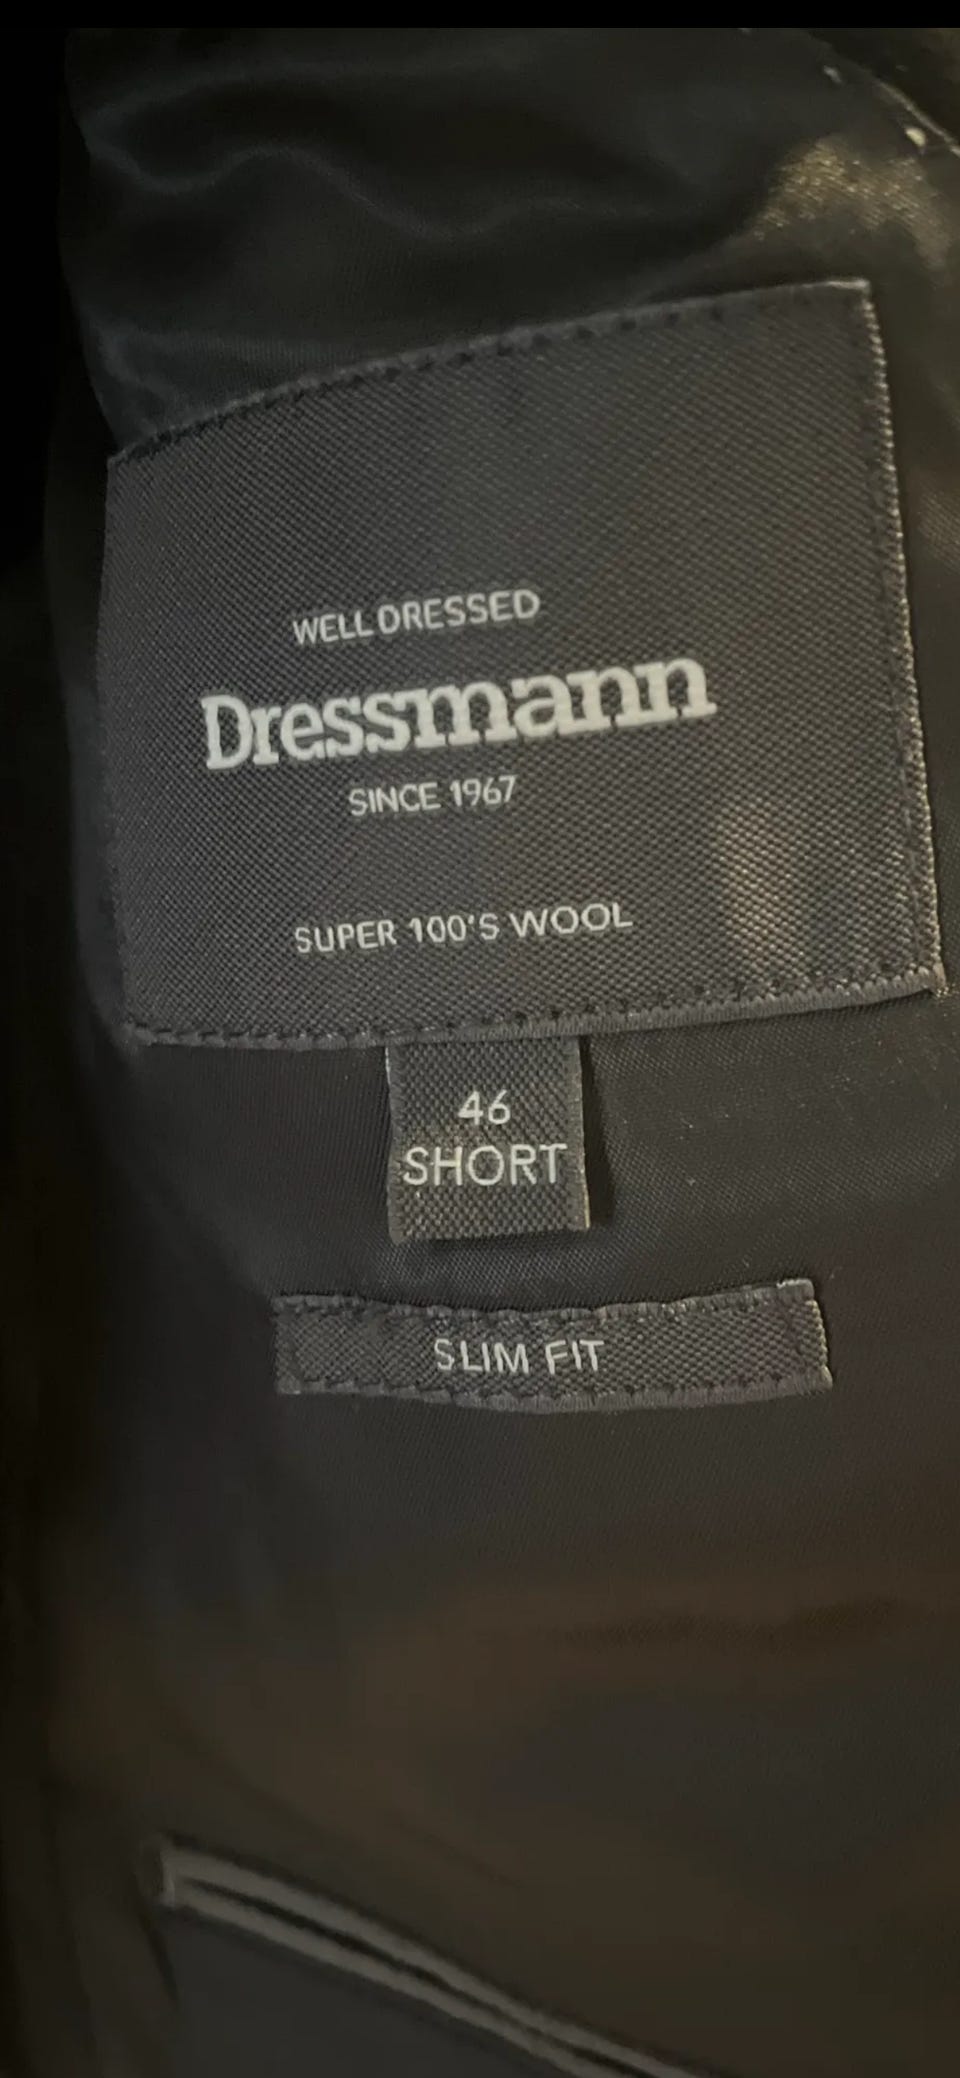 WELL DRESSED
Dressmann
SINCE 1967
SUPER 100'S WOOL
46
SHORT
SLIM FIT